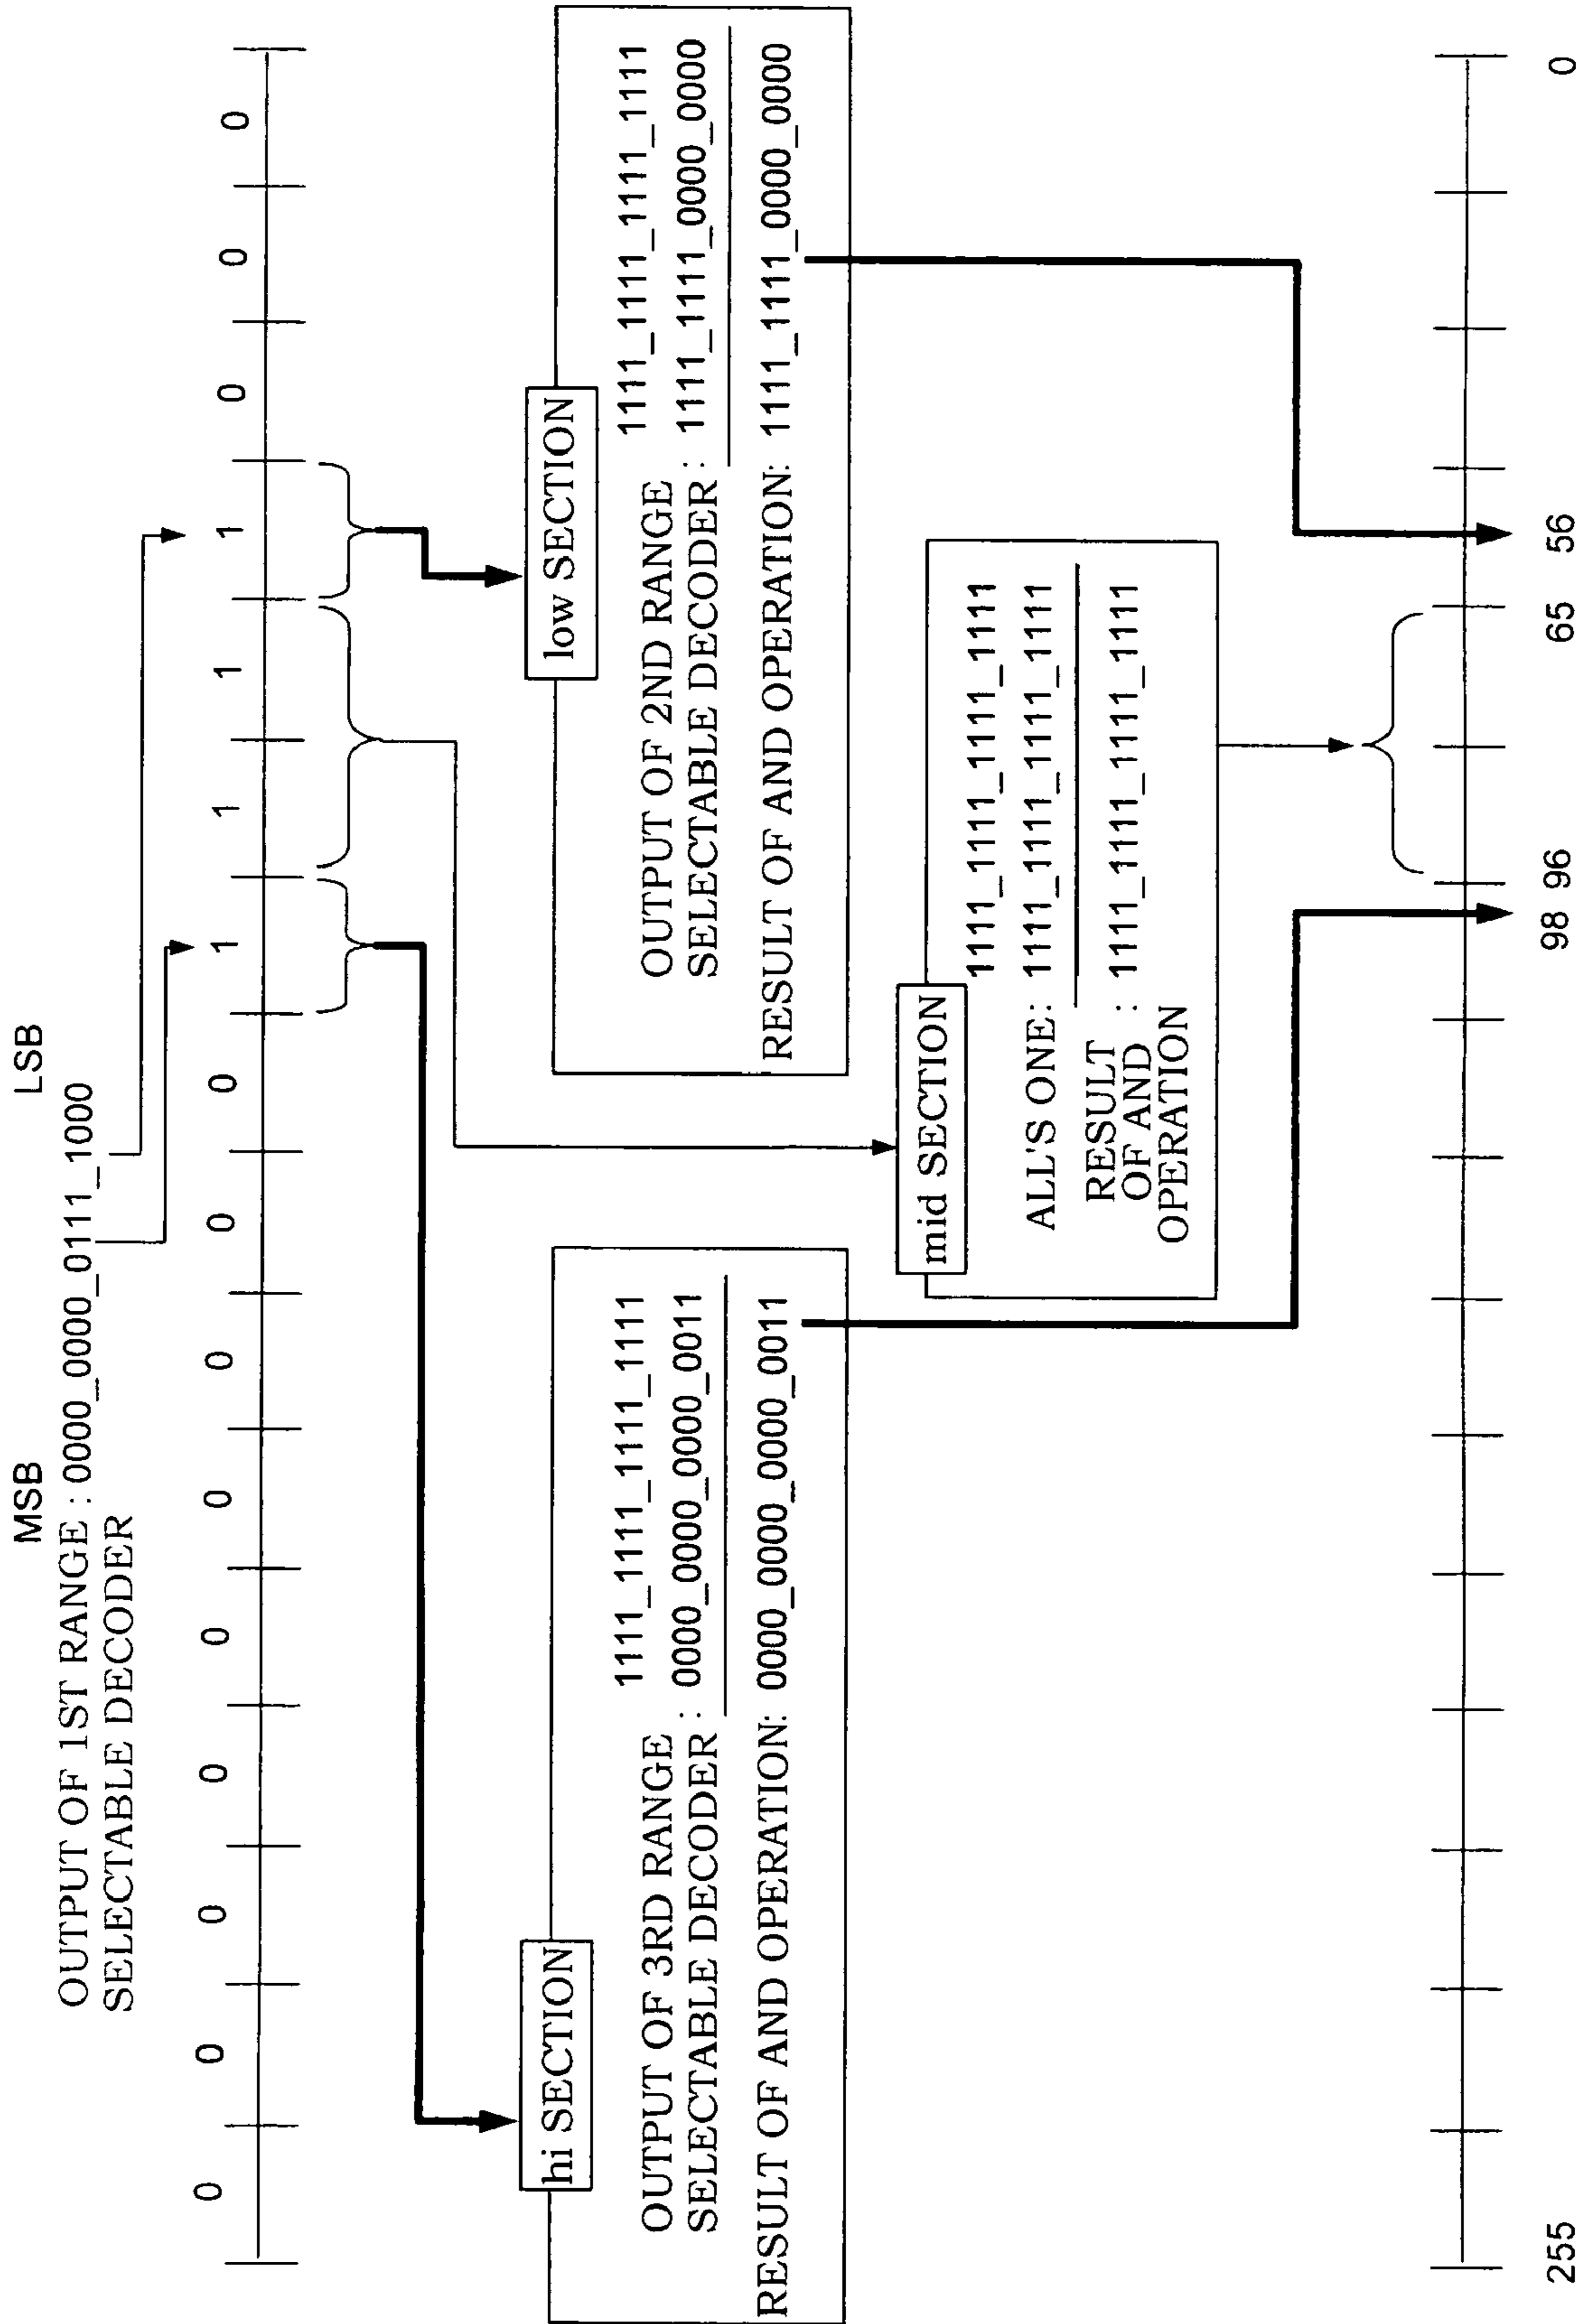 MSB
LSB
OUTPUT OF 1ST RANGE : 0000_0000_0111_1000
SELECTABLE DECODER
0 0 0 0 0 0 0 0 0 1 1 1 1 0 0 0
hi SECTION
1111_1111_1111_1111
OUTPUT OF 3RD RANGE
SELECTABLE DECODER : 0000_0000_0000_0011
RESULT OF AND OPERATION: 0000_0000_0000_0011
low SECTION
1111_1111_1111_1111
OUTPUT OF 2ND RANGE
SELECTABLE DECODER : 1111_1111_0000_0000
RESULT OF AND OPERATION: 1111_1111_0000_0000
mid SECTION
1111_1111_1111_1111
ALL'S ONE: 1111_1111_1111_1111
RESULT
OF AND : 1111_1111_1111_1111
OPERATION
255 98 96 65 56 0